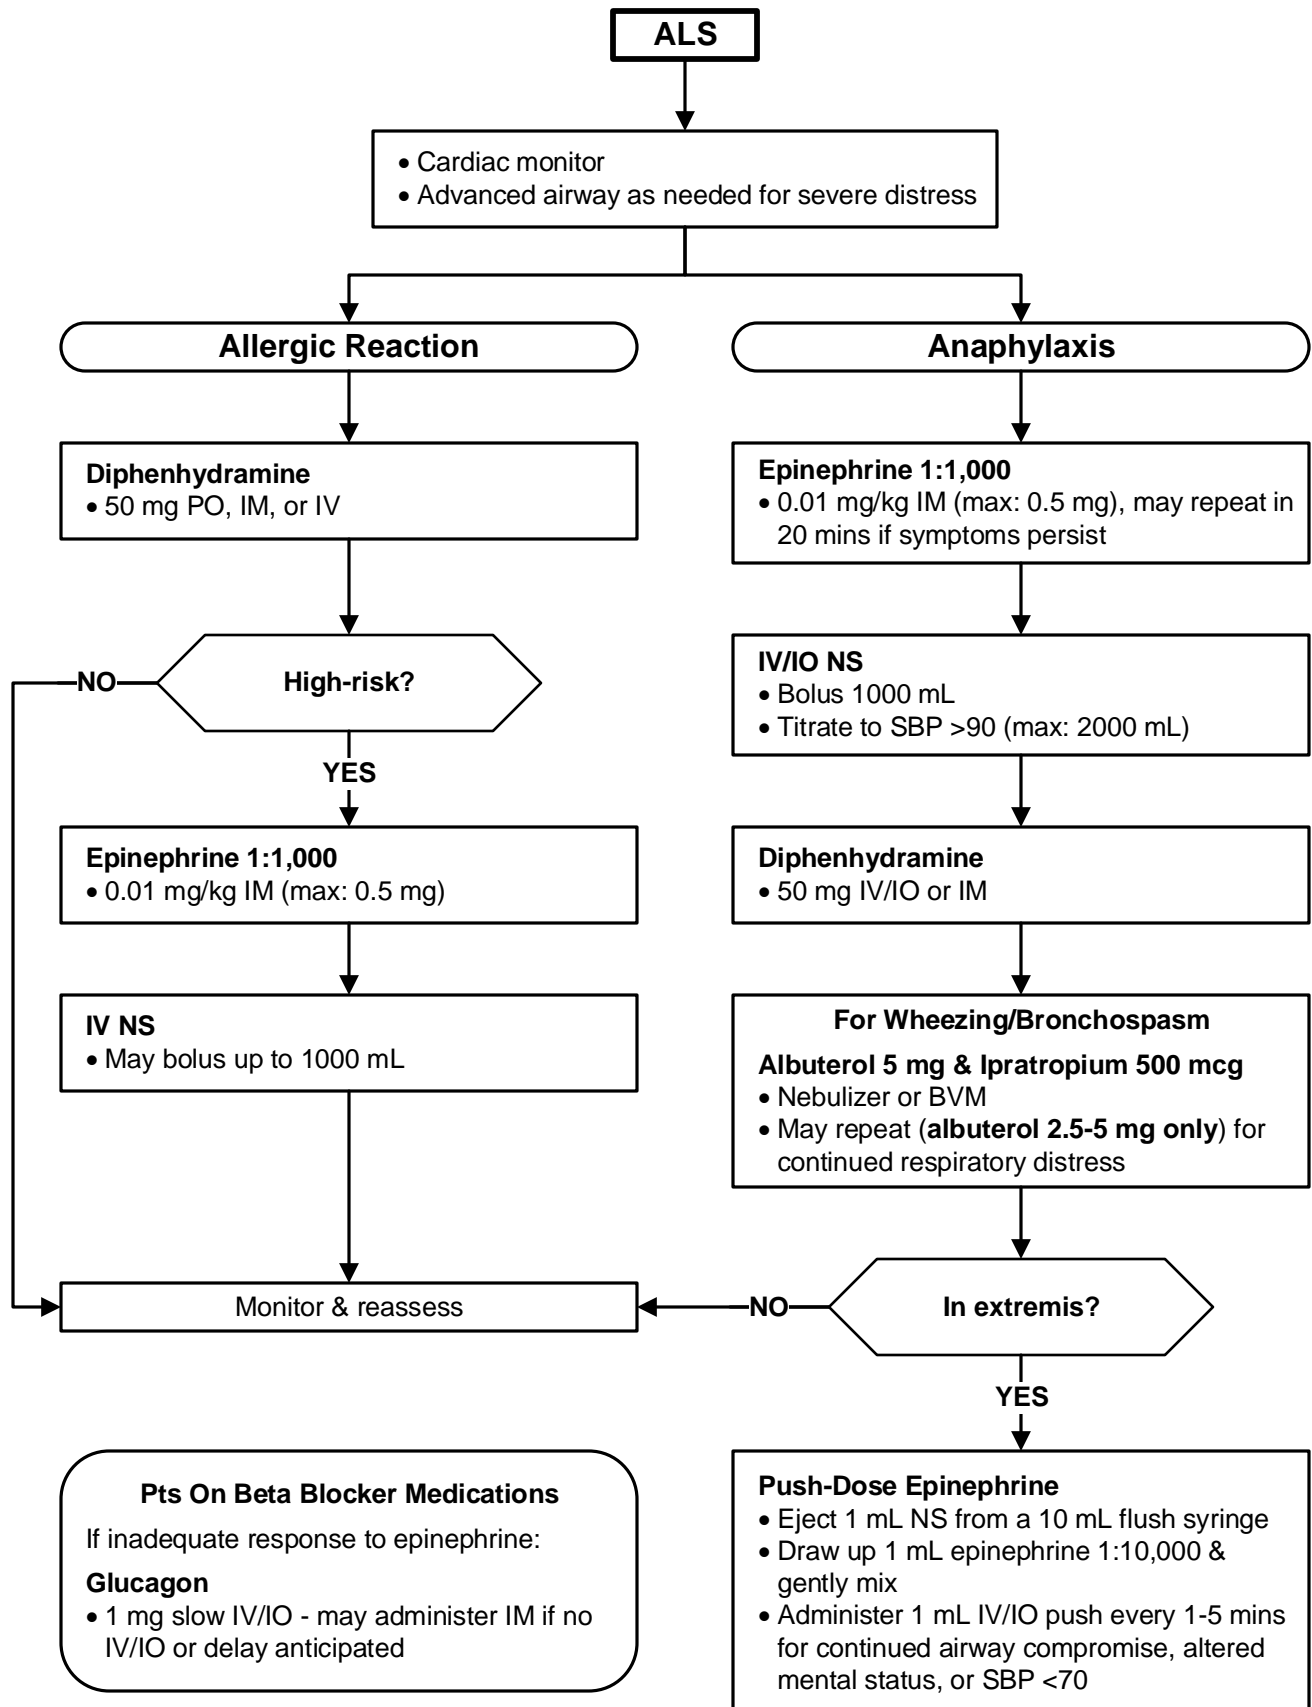 ALS
• Cardiac monitor
• Advanced airway as needed for severe distress
Allergic Reaction
Diphenhydramine
• 50 mg PO, IM, or IV
High-risk?
NO
YES
Epinephrine 1:1,000
• 0.01 mg/kg IM (max: 0.5 mg)
IV NS
• May bolus up to 1000 mL
Monitor & reassess
Anaphylaxis
Epinephrine 1:1,000
• 0.01 mg/kg IM (max: 0.5 mg), may repeat in
20 mins if symptoms persist
IV/IO NS
• Bolus 1000 mL
• Titrate to SBP >90 (max: 2000 mL)
Diphenhydramine
• 50 mg IV/IO or IM
For Wheezing/Bronchospasm
Albuterol 5 mg & Ipratropium 500 mcg
• Nebulizer or BVM
• May repeat (albuterol 2.5-5 mg only) for
continued respiratory distress
In extremis?
NO
YES
Push-Dose Epinephrine
• Eject 1 mL NS from a 10 mL flush syringe
• Draw up 1 mL epinephrine 1:10,000 &
gently mix
• Administer 1 mL IV/IO push every 1-5 mins
for continued airway compromise, altered
mental status, or SBP <70
Pts On Beta Blocker Medications
If inadequate response to epinephrine:
Glucagon
• 1 mg slow IV/IO - may administer IM if no
IV/IO or delay anticipated